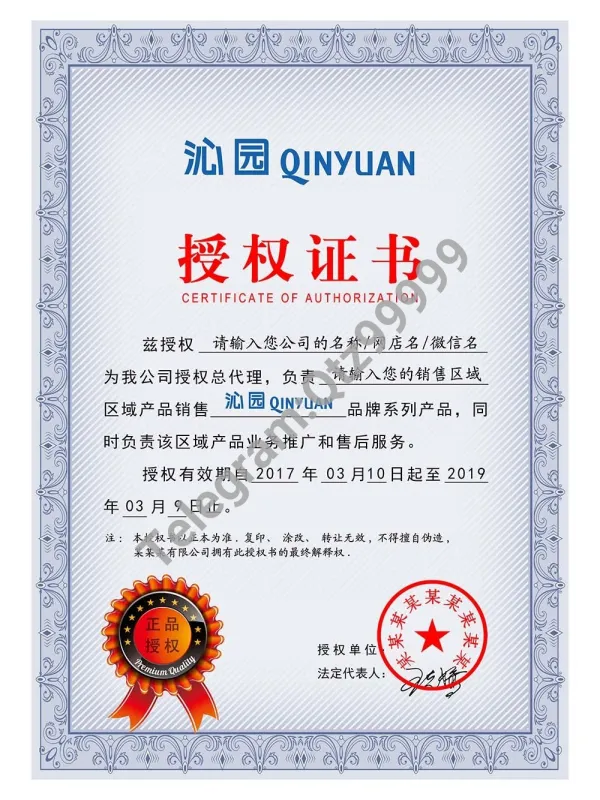 沁园 QINYUAN
授权证书
CERTIFICATE OF AUTHORIZATION
兹授权 请输入您公司的名称/网店名/微信名
为我公司授权总代理，负责 请输入您的销售区域
区域产品销售 沁园 QINYUAN 品牌系列产品，同
时负责该区域产品业务推广和售后服务。
授权有效期自 2017 年 03 月 10 日起至 2019
年 03 月 9 日止。
注：本授权书以正本为准，复印、涂改、转让无效，不得擅自伪造，
某某某有限公司拥有此授权书的最终解释权。
正品
授权
Premium Quality
授权单位：
法定代表人：
某某某某某某某某某
Telegram:Qtz99999